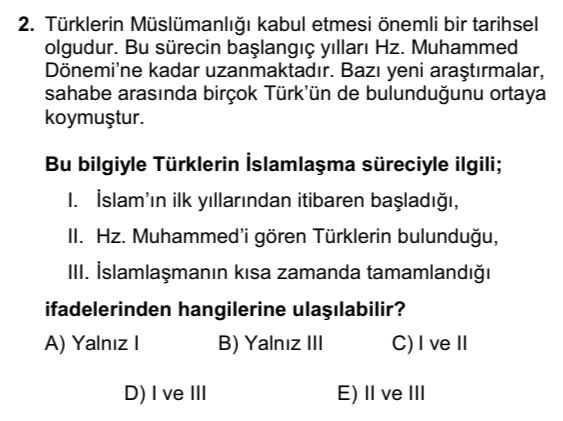 2. Türklerin Müslümanlığı kabul etmesi önemli bir tarihsel
olgudur. Bu sürecin başlangıç yılları Hz. Muhammed
Dönemi’ne kadar uzanmaktadır. Bazı yeni araştırmalar,
sahabe arasında birçok Türk’ün de bulunduğunu ortaya
koymuştur.
Bu bilgiyle Türklerin İslamlaşma süreciyle ilgili;
I. İslam’ın ilk yıllarından itibaren başladığı,
II. Hz. Muhammed’i gören Türklerin bulunduğu,
III. İslamlaşmanın kısa zamanda tamamlandığı
ifadelerinden hangilerine ulaşılabilir?
A) Yalnız I B) Yalnız III C) I ve II
D) I ve III E) II ve III